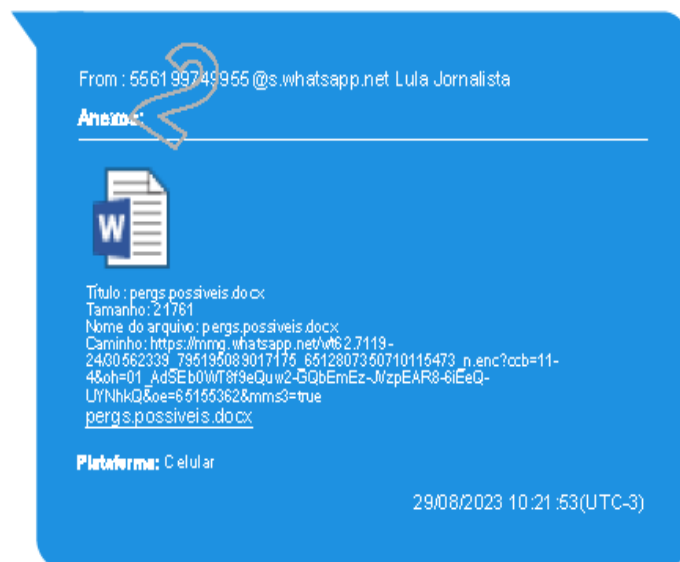 From : 556199749955@s.whatsapp.net Lula Jornalista
Anexos:
W
Título : pergs.possiveis.docx
Tamanho : 21761
Nome do arquivo : pergs.possiveis.docx
Caminho : https://mmg.whatsapp.net/v/t62.7119-
24/30562339_795195089017175_6512807350710115473_n.enc?ccb=11-
4&oh=01_AdSEb0WT8f9eQuw2-GQbEmEz-JVzpEAR8-6iEeQ-
UYNhkQ&oe=65155362&mms3=true
pergs.possiveis.docx
Plataforma: Celular
29/08/2023 10:21:53(UTC-3)